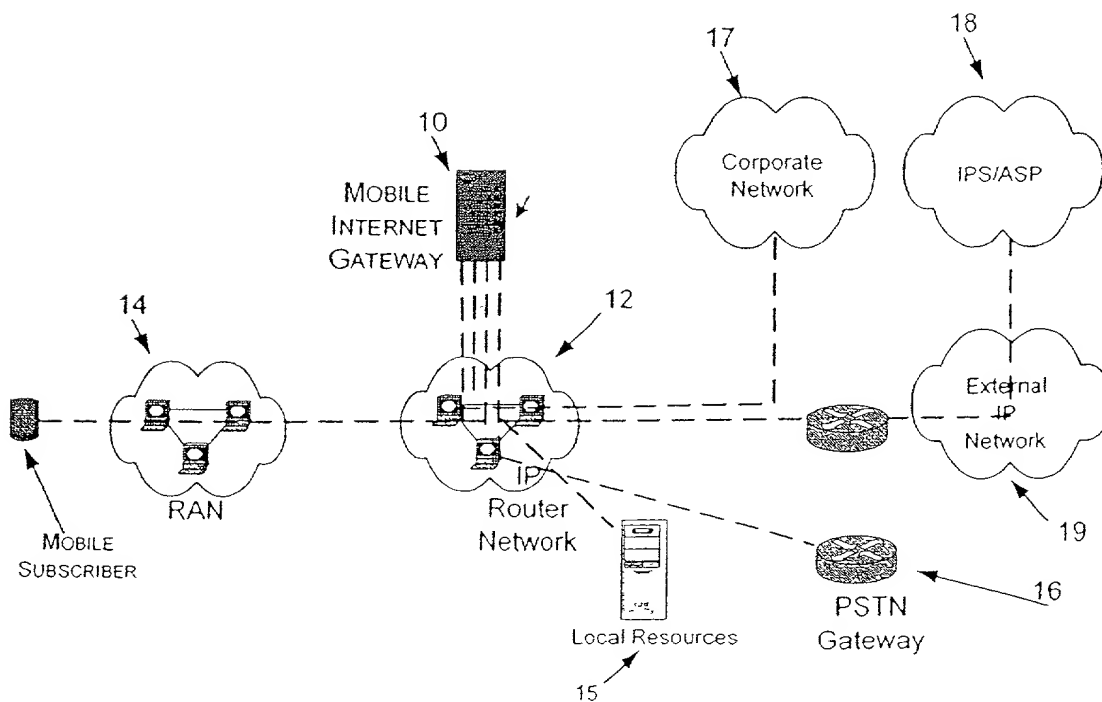 17
18
10
MOBILE
INTERNET
GATEWAY
Corporate
Network
IPS/ASP
14
12
External
IP
Network
RAN
IP
Router
Network
MOBILE
SUBSCRIBER
19
16
PSTN
Gateway
Local Resources
15